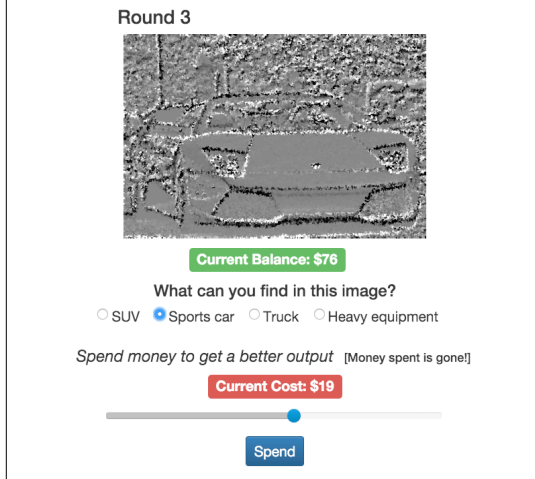 Round 3
Current Balance: $76
What can you find in this image?
SUV Sports car Truck Heavy equipment
Spend money to get a better output [Money spent is gone!]
Current Cost: $19
Spend